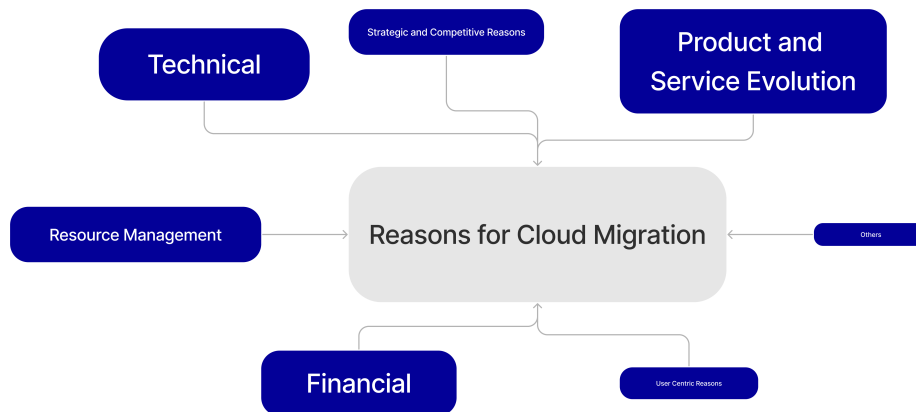 Strategic and Competitive Reasons
Technical
Product and
Service Evolution
Resource Management
Reasons for Cloud Migration
Others
Financial
User Centric Reasons